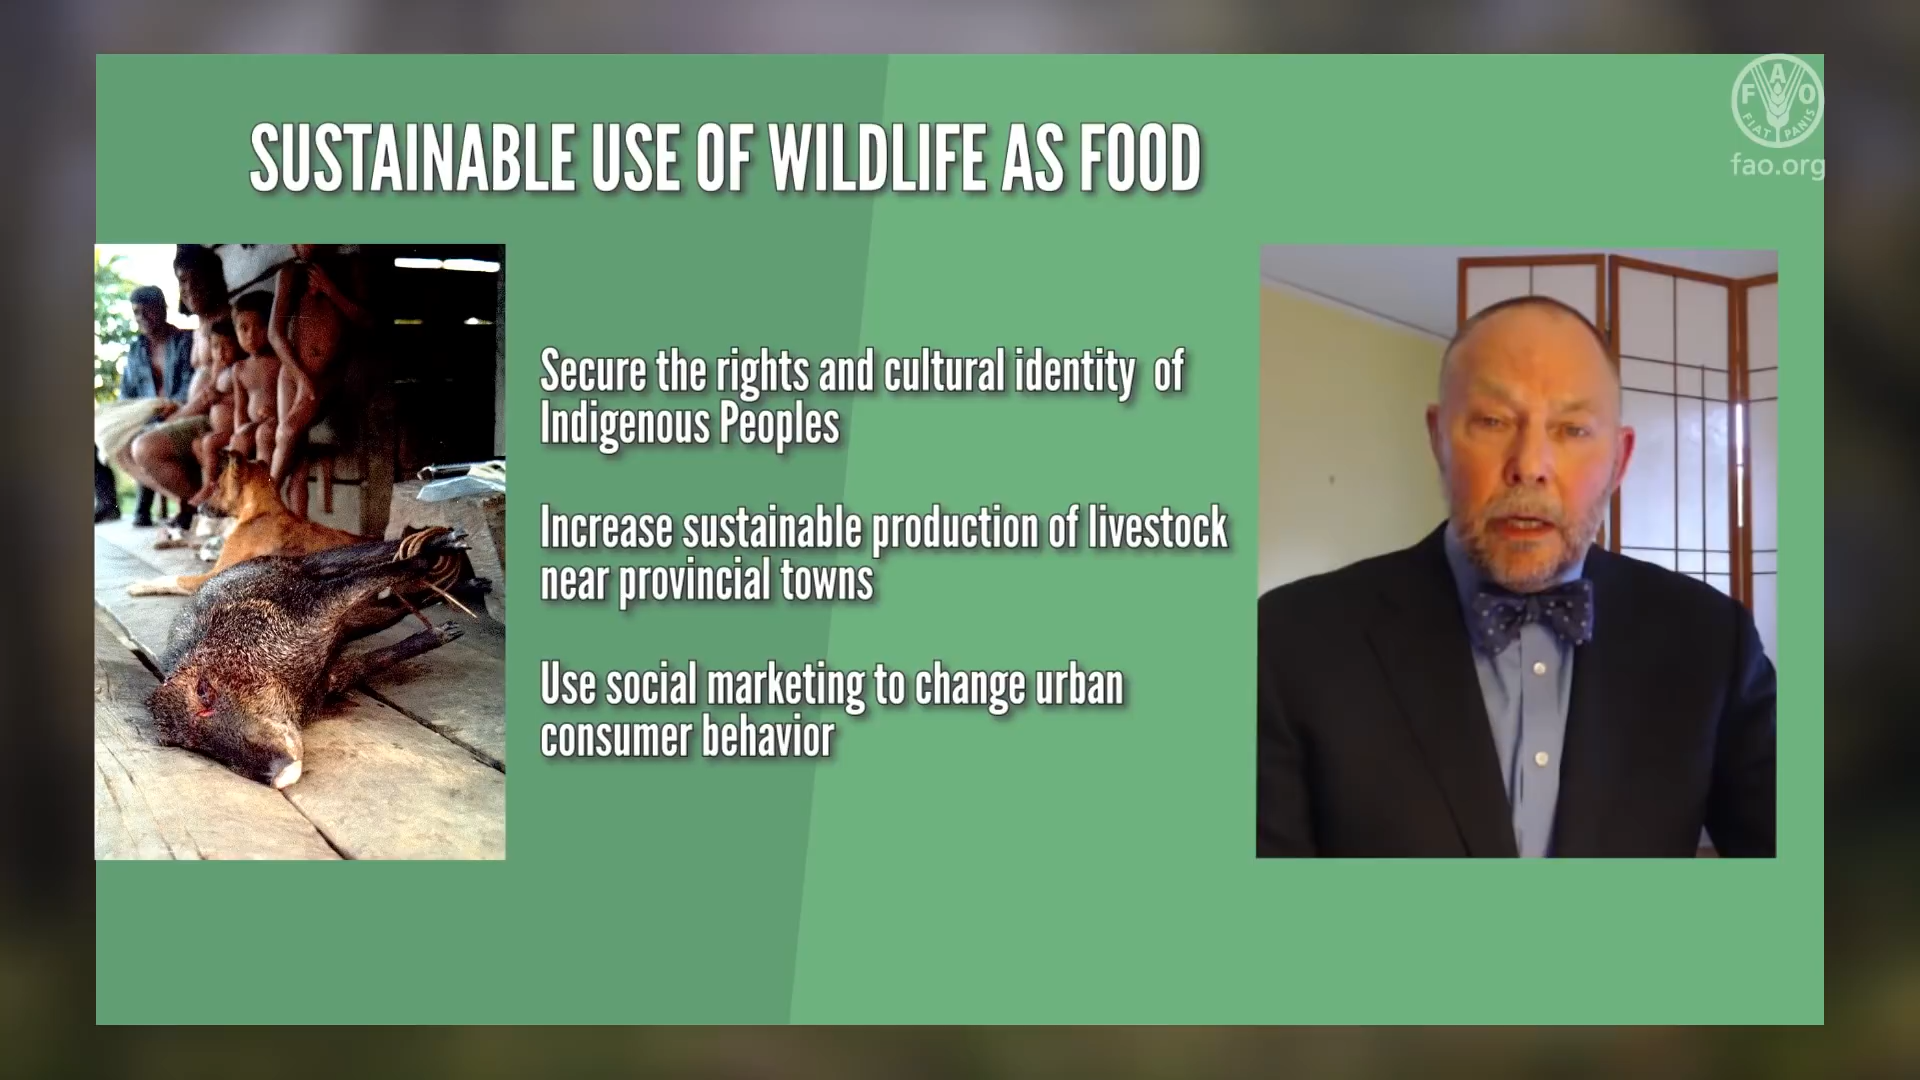 SUSTAINABLE USE OF WILDLIFE AS FOOD
Secure the rights and cultural identity of
Indigenous Peoples
Increase sustainable production of livestock
near provincial towns
Use social marketing to change urban
consumer behavior
F A O
FIAT PANIS
fao.org